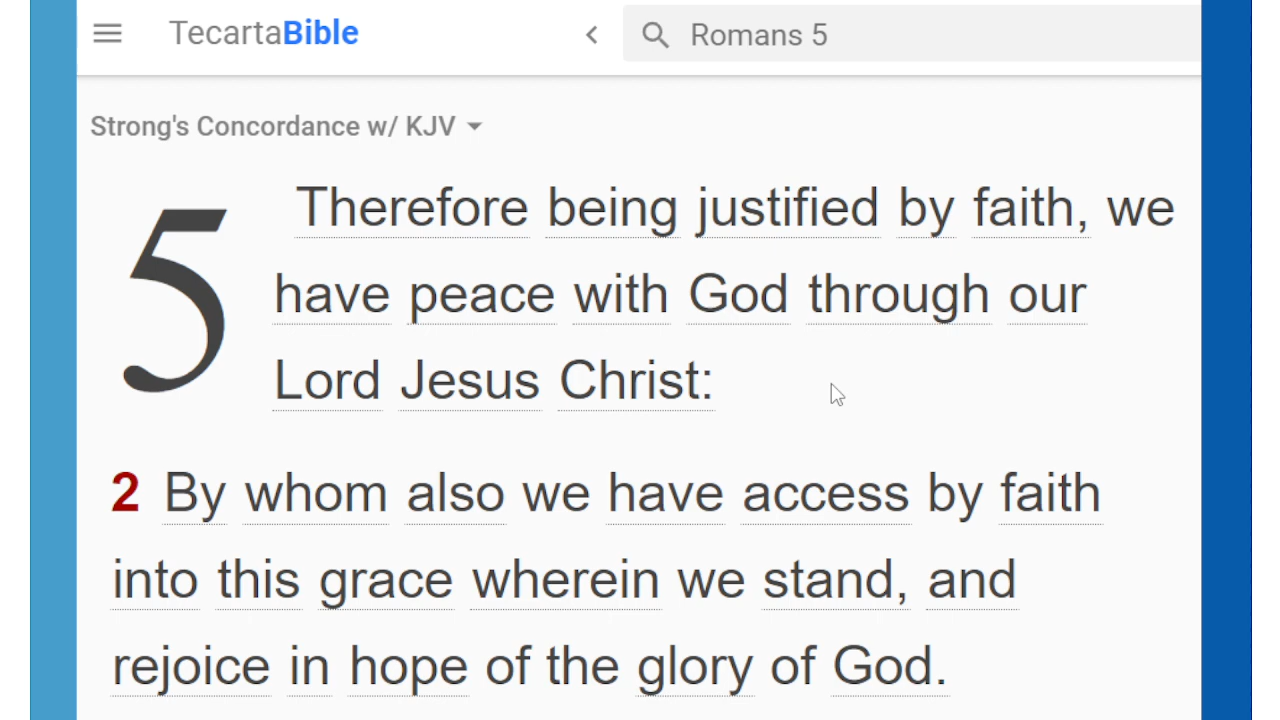 TecartaBible
Romans 5
Strong's Concordance w/ KJV
5 Therefore being justified by faith, we
have peace with God through our
Lord Jesus Christ:
2 By whom also we have access by faith
into this grace wherein we stand, and
rejoice in hope of the glory of God.